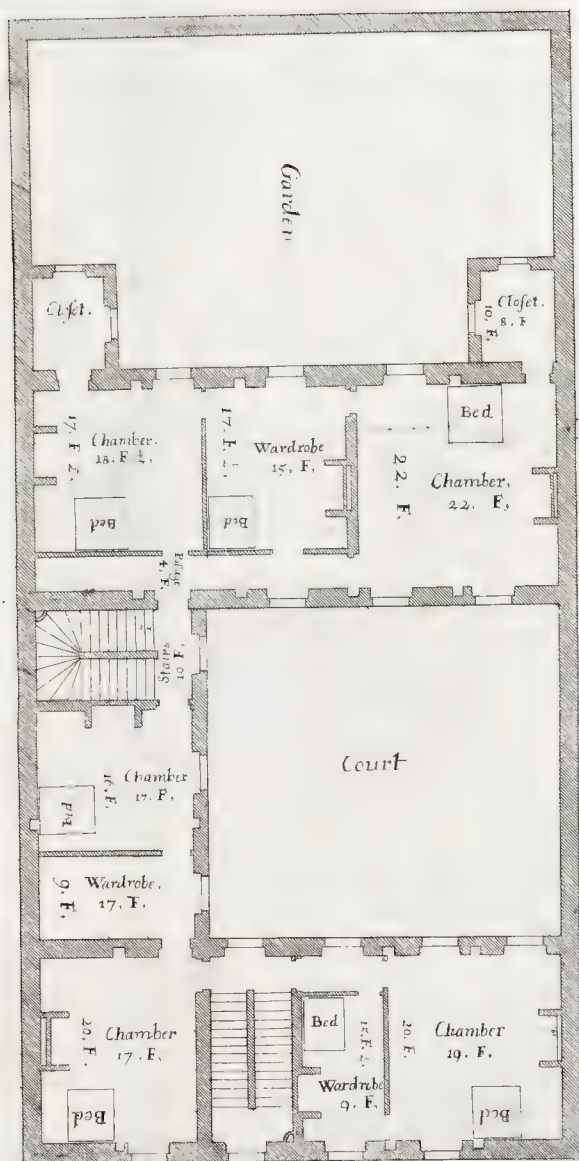 Garden
Closet.
Closet.
8. F
10, F,
Bed
Chamber.
18. F ½,
17. F ½,
Bed
Wardrobe
15, F,
17. F. ½,
Bed
Chamber,
22. F,
22. F,
Passage
4, F,
Stairs
10 F,
Court
Chamber
17. F,
16, F,
Bed
Wardrobe,
17. F,
9. F,
Chamber
17. F,
20, F.
Bed
Bed
15, F. ½,
Wardrobe
9, F,
Chamber
19. F,
20. F.
Bed